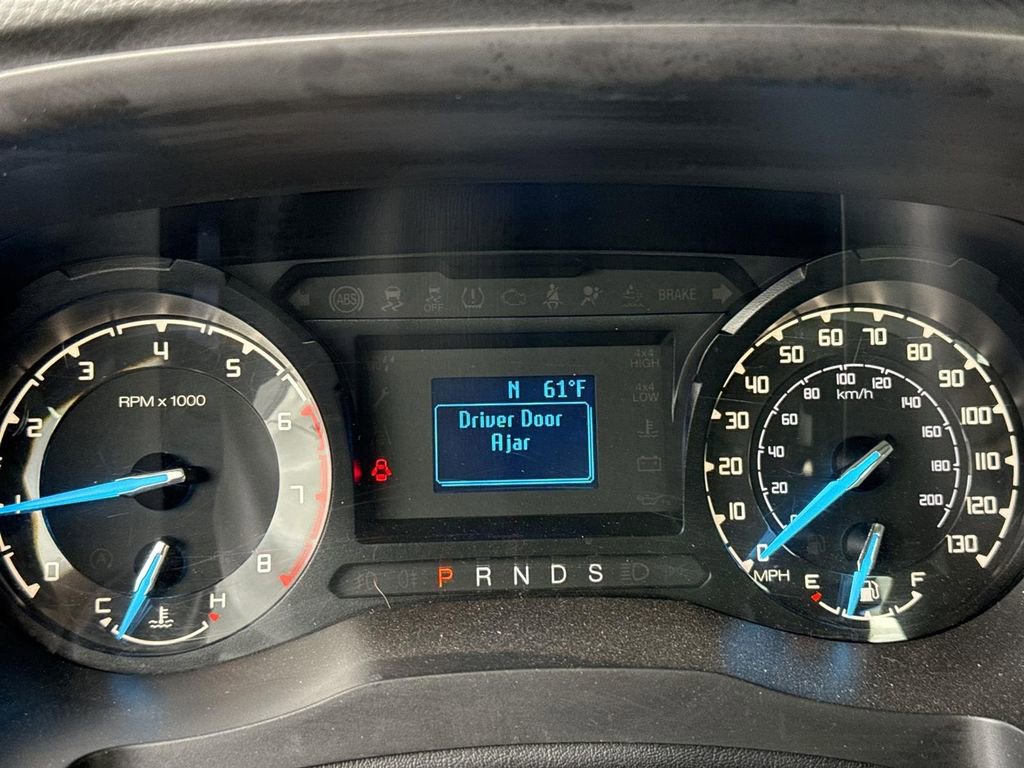 ABS
OFF
BRAKE
4x4
HIGH
4x4
LOW
N 61°F
Driver Door
Ajar
0
1
2
3
4
5
6
7
8
RPM x 1000
C
H
P R N D S
0
10
20
30
40
50
60
70
80
90
100
110
120
130
MPH
20
40
60
80
100
120
140
160
180
200
km/h
E
F